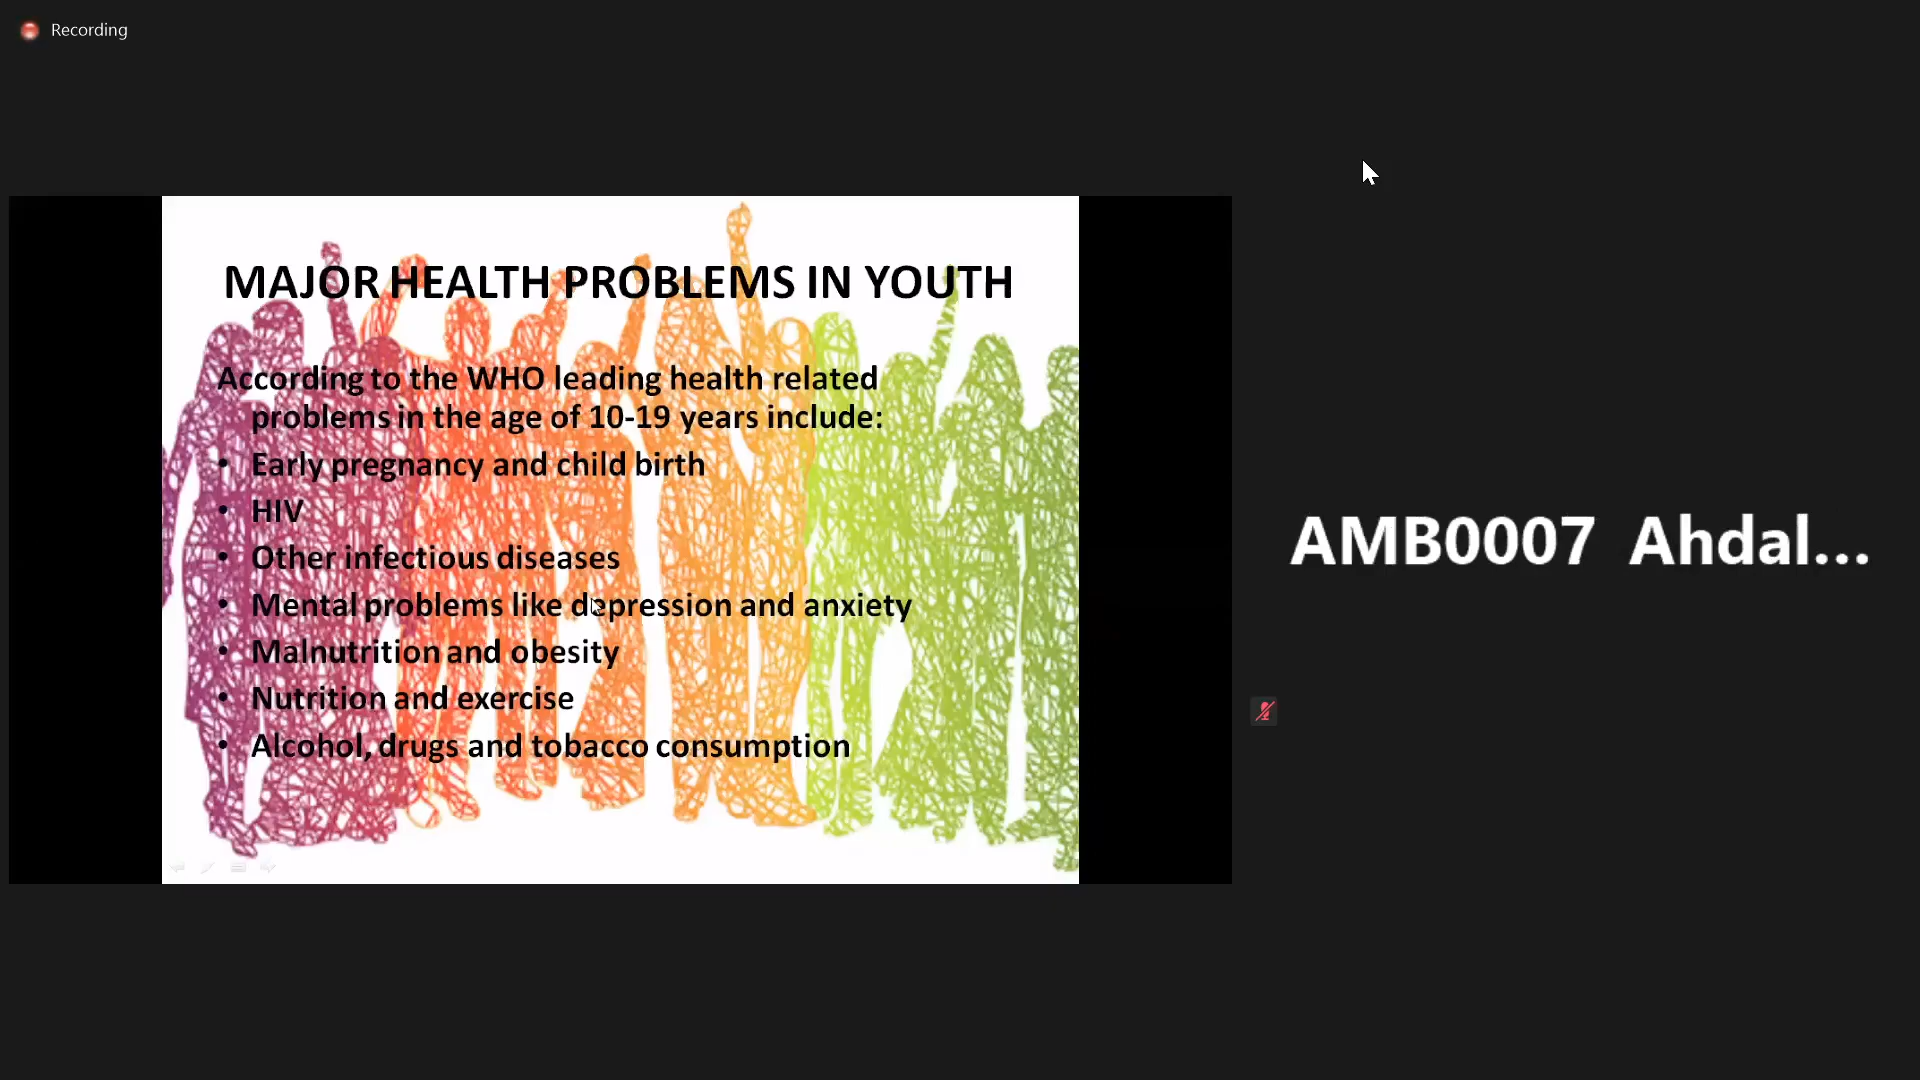 Recording
MAJOR HEALTH PROBLEMS IN YOUTH
According to the WHO leading health related
problems in the age of 10-19 years include:
• Early pregnancy and child birth
• HIV
• Other infectious diseases
• Mental problems like depression and anxiety
• Malnutrition and obesity
• Nutrition and exercise
• Alcohol, drugs and tobacco consumption
AMB0007 Ahdal...